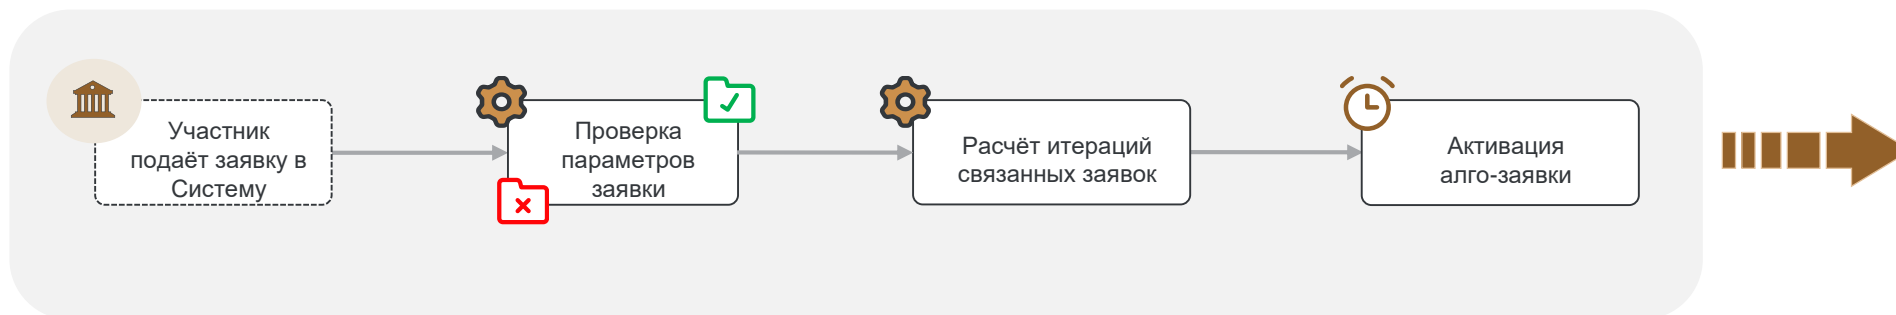 Участник
подаёт заявку в
Систему
Проверка
параметров
заявки
Расчёт итераций
связанных заявок
Активация
алго-заявки